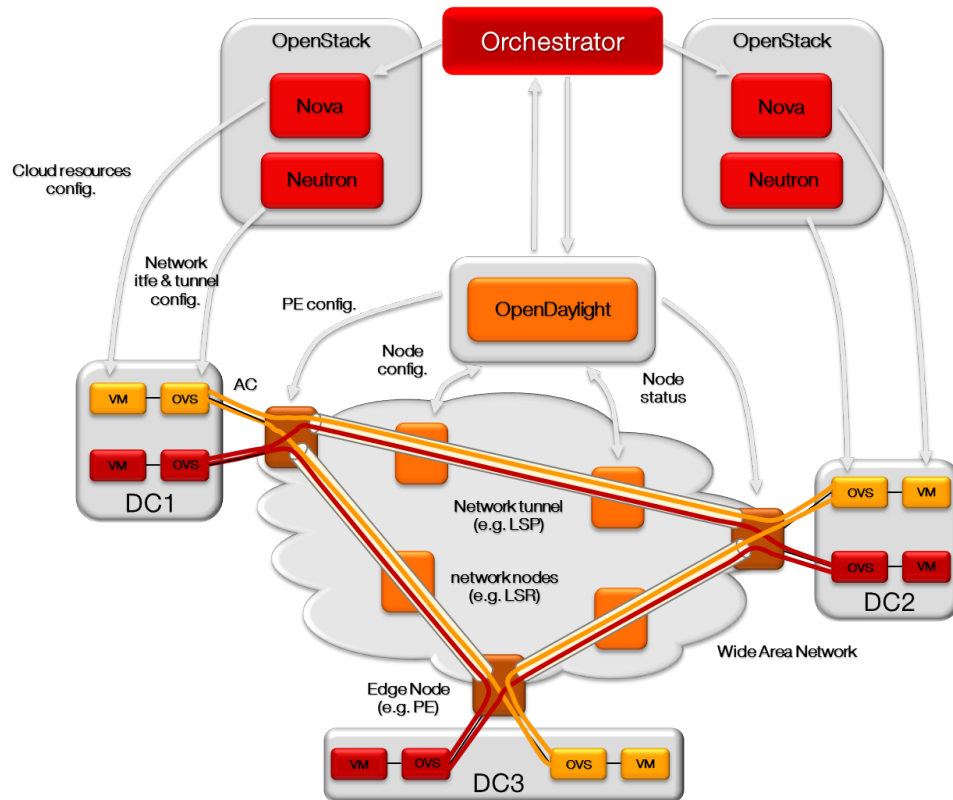 OpenStack
Orchestrator
OpenStack
Nova
Nova
Cloud resources
config.
Neutron
Neutron
Network
itfe & tunnel
config.
PE config.
OpenDaylight
Node
config.
Node
status
AC
VM
OVS
VM
OVS
DC1
Network tunnel
(e.g. LSP)
OVS
VM
network nodes
(e.g. LSR)
OVS
VM
DC2
Wide Area Network
Edge Node
(e.g. PE)
VM
OVS
OVS
VM
DC3